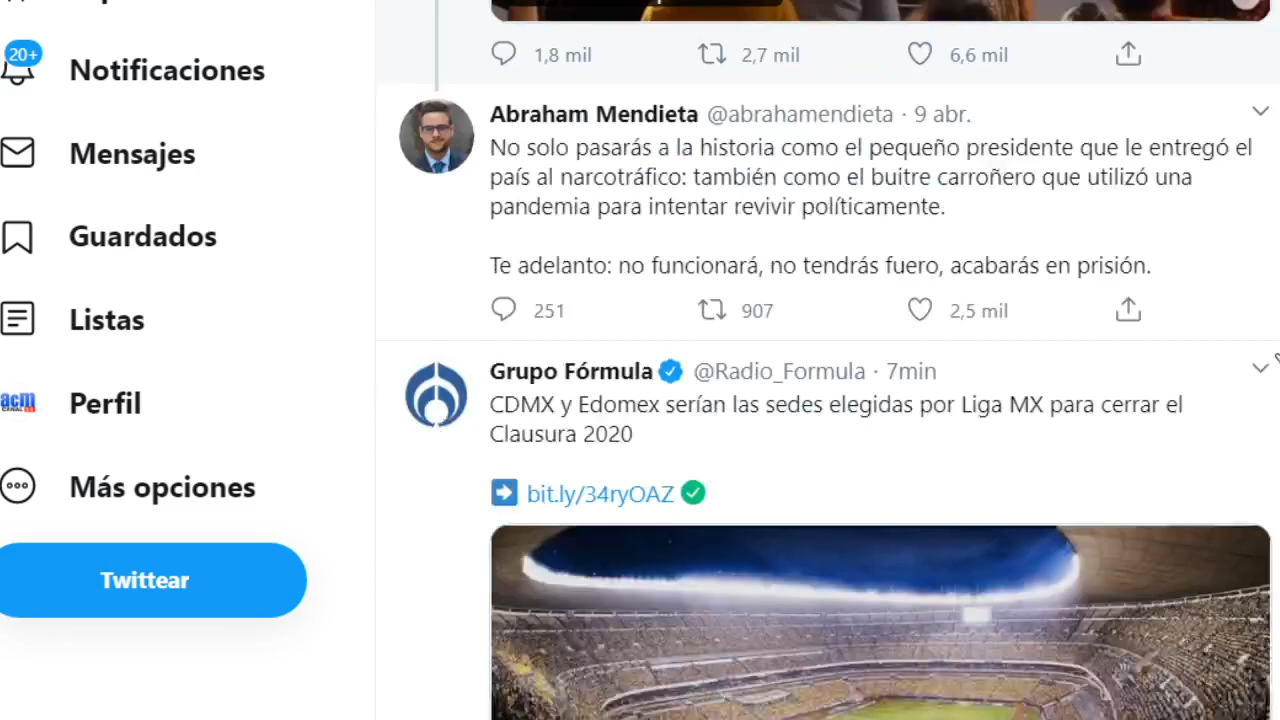 20+
Notificaciones
Mensajes
Guardados
Listas
acm
Perfil
Más opciones
Twittear
1,8 mil 2,7 mil 6,6 mil
Abraham Mendieta @abrahamendieta · 9 abr.
No solo pasarás a la historia como el pequeño presidente que le entregó el
país al narcotráfico: también como el buitre carroñero que utilizó una
pandemia para intentar revivir políticamente.
Te adelanto: no funcionará, no tendrás fuero, acabarás en prisión.
251 907 2,5 mil
Grupo Fórmula @Radio_Formula · 7min
CDMX y Edomex serían las sedes elegidas por Liga MX para cerrar el
Clausura 2020
bit.ly/34ryOAZ